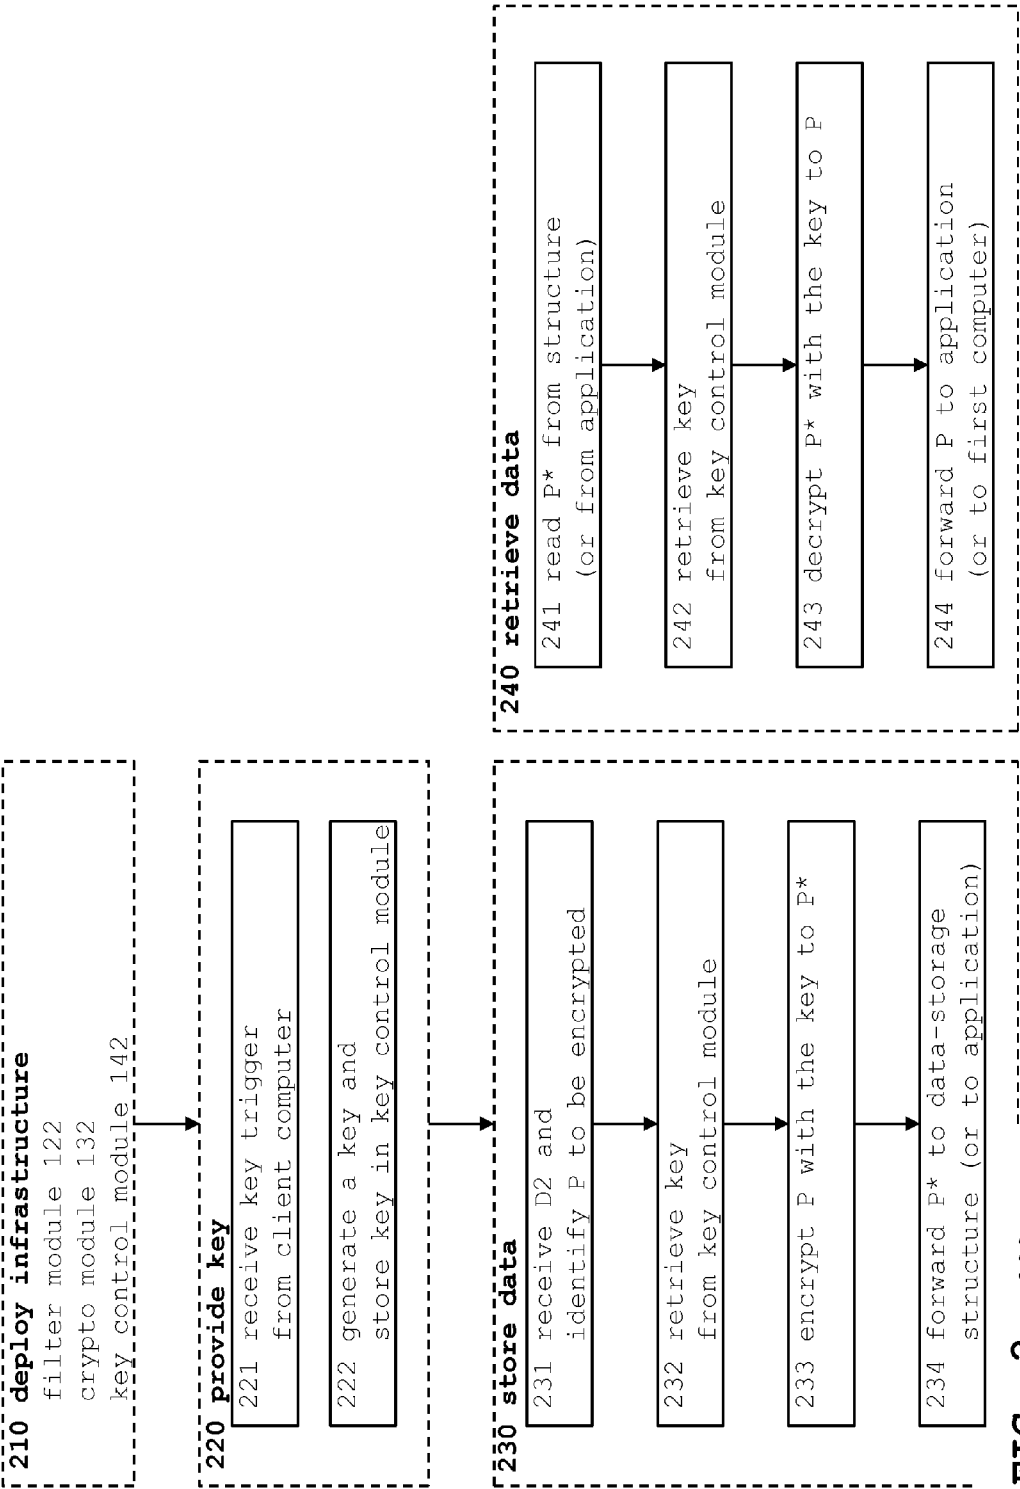 210 deploy infrastructure
filter module 122
crypto module 132
key control module 142
220 provide key
221 receive key trigger
from client computer
222 generate a key and
store key in key control module
230 store data
231 receive D2 and
identify P to be encrypted
232 retrieve key
from key control module
233 encrypt P with the key to P*
234 forward P* to data-storage
structure (or to application)
240 retrieve data
241 read P* from structure
(or from application)
242 retrieve key
from key control module
243 decrypt P* with the key to P
244 forward P to application
(or to first computer)